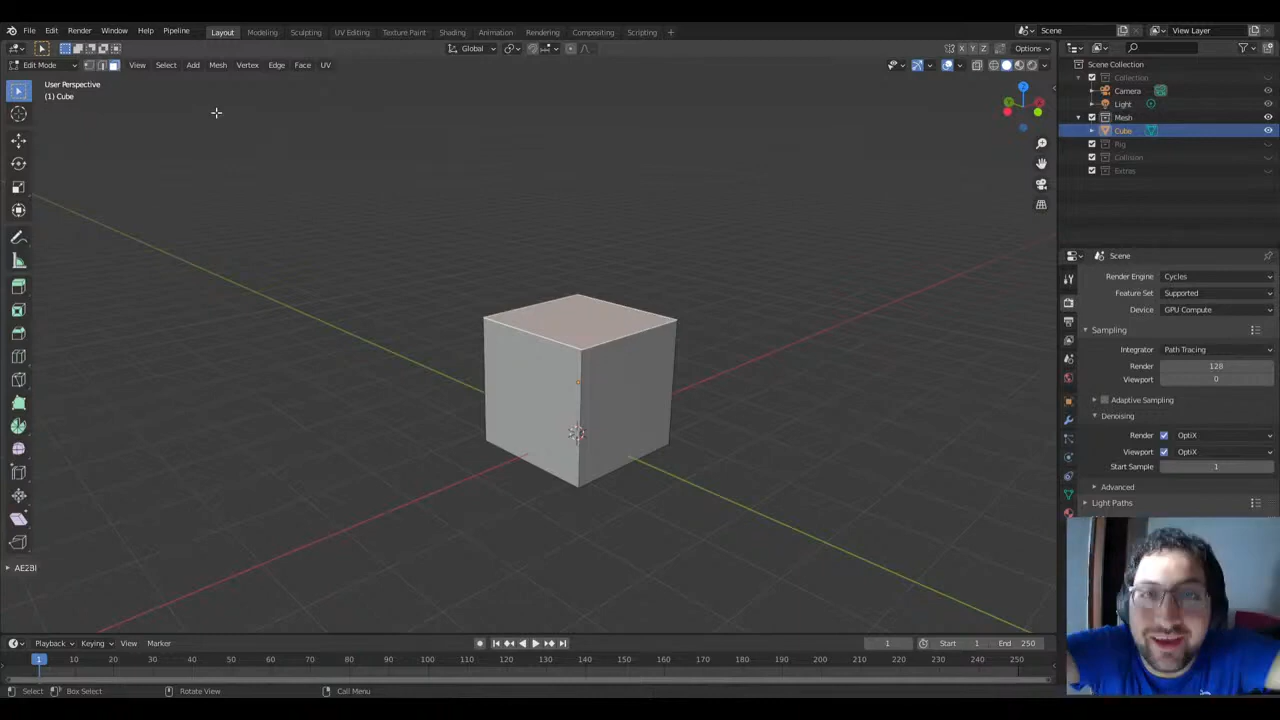 File Edit Render Window Help Pipeline Layout Modeling Sculpting UV Editing Texture Paint Shading Animation Rendering Compositing Scripting + Scene View Layer
Global X Y Z Options
Edit Mode View Select Add Mesh Vertex Edge Face UV
User Perspective
(1) Cube
Z
Y
X
Scene Collection
Collection
Camera
Light
Mesh
Cube
Rig
Collision
Extras
Scene
Render Engine Cycles
Feature Set Supported
Device GPU Compute
Sampling
Integrator Path Tracing
Render 128
Viewport 0
Adaptive Sampling
Denoising
Render OptiX
Viewport OptiX
Start Sample 1
Advanced
Light Paths
AE2Bl
Playback Keying View Marker 1 Start 1 End 250
1 10 20 30 40 50 60 70 80 90 100 110 120 130 140 150 160 170 180 190 200 210 220 230 240 250
Select Box Select Rotate View Call Menu